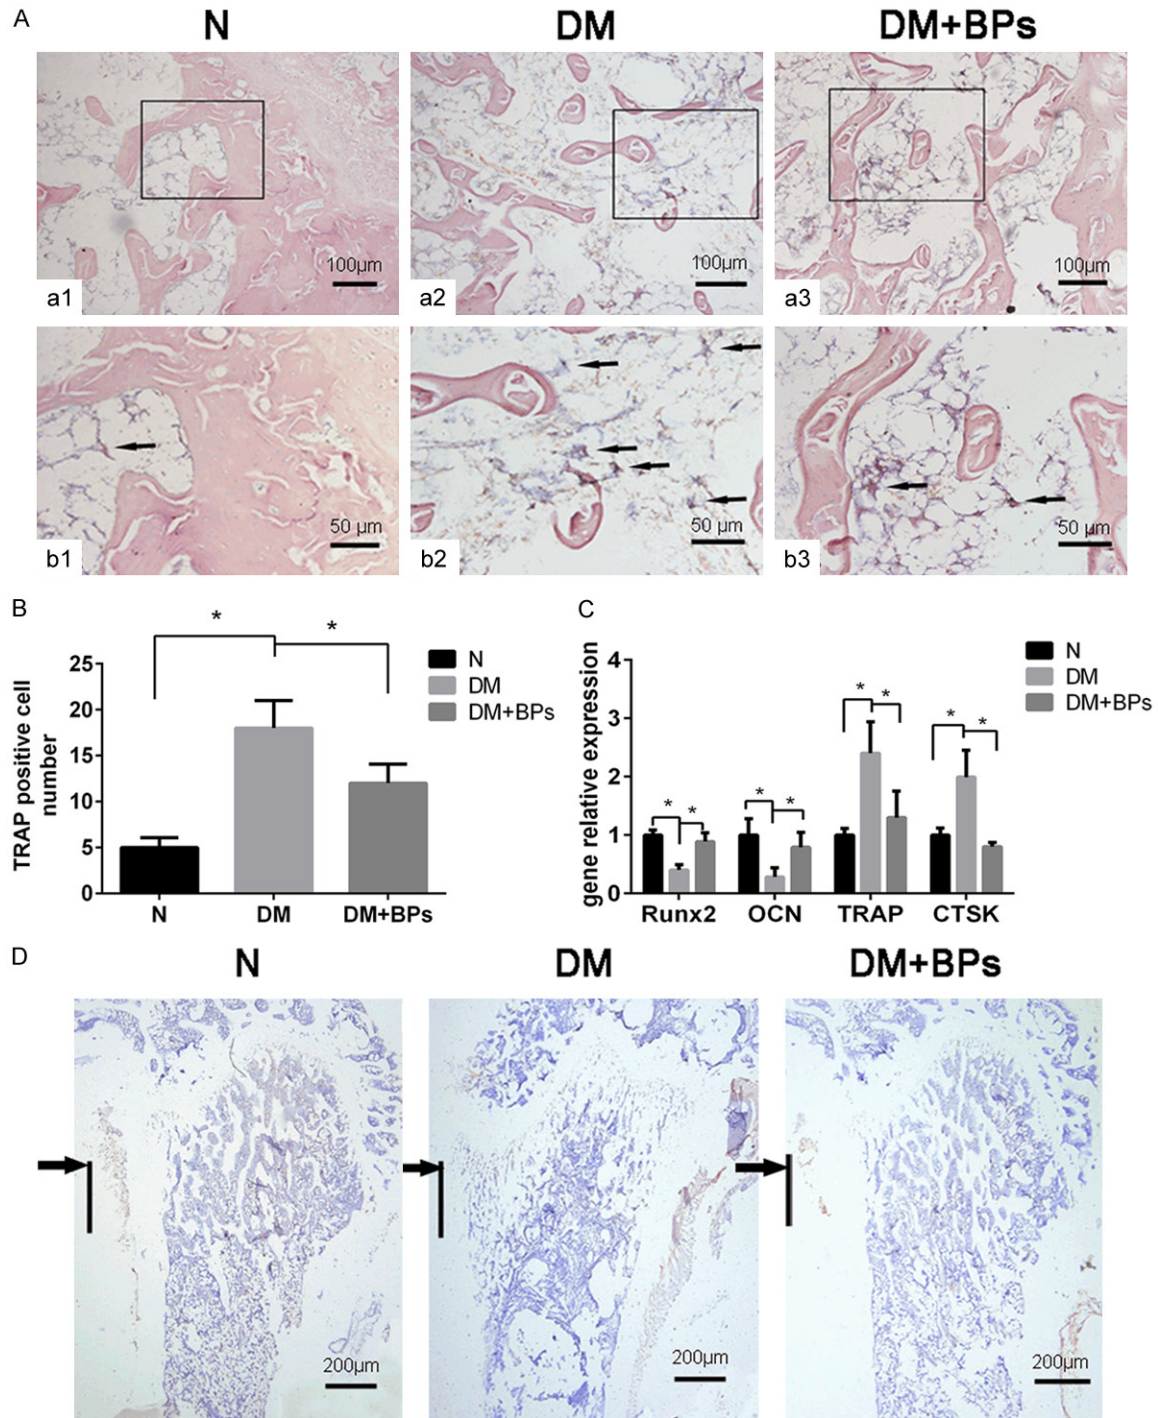 A
N
DM
DM+BPs
100μm
a1
100μm
a2
100μm
a3
50 μm
b1
50 μm
b2
50 μm
b3
B
*
*
TRAP positive cell
number
25
20
15
10
5
0
N
DM
DM+BPs
N
DM
DM+BPs
C
gene relative expression
4
3
2
1
0
*
*
*
*
*
*
*
*
Runx2
OCN
TRAP
CTSK
N
DM
DM+BPs
D
N
DM
DM+BPs
200μm
200μm
200μm